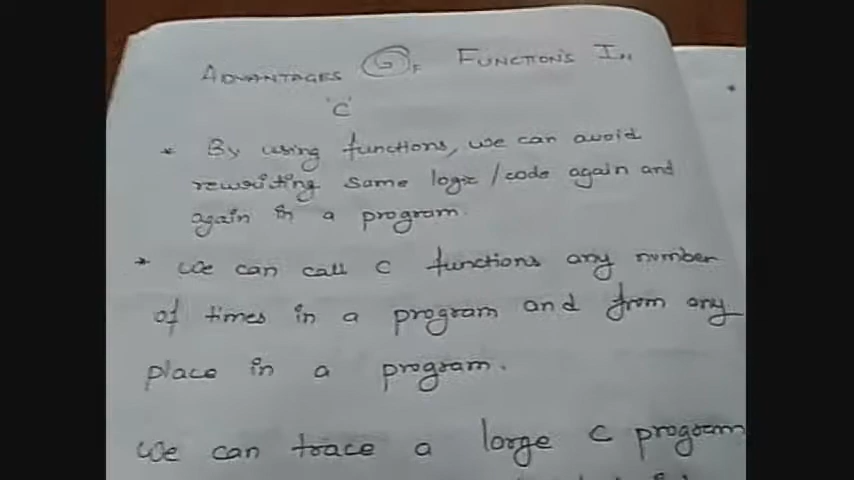 ADVANTAGES OF FUNCTIONS IN
'C'
* By using functions, we can avoid
rewriting same logic / code again and
again in a program.
* we can call c functions any number
of times in a program and from any
place in a program.
we can trace a large c program